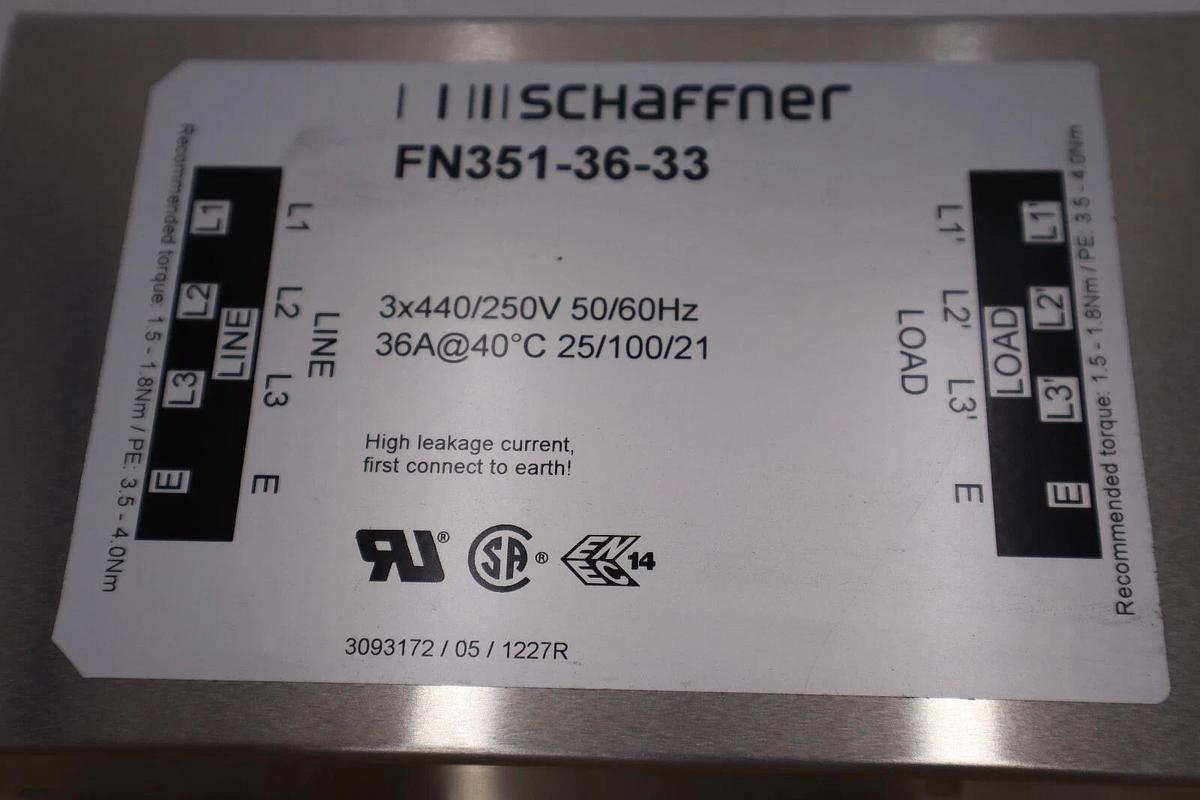 SCHaFFner
FN351-36-33
Recommended torque: 1.5 - 1.8Nm / PE: 3.5 - 4.0Nm
L1
L2
L3
E
LINE
L1
L2
L3
E
LINE
3x440/250V 50/60Hz
36A@40°C 25/100/21
High leakage current,
first connect to earth!
L1'
L2'
L3'
E
LOAD
L1'
L2'
L3'
E
LOAD
Recommended torque: 1.5 - 1.8Nm / PE: 3.5 - 4.0Nm
RU® SA® ENEC 14
3093172 / 05 / 1227R